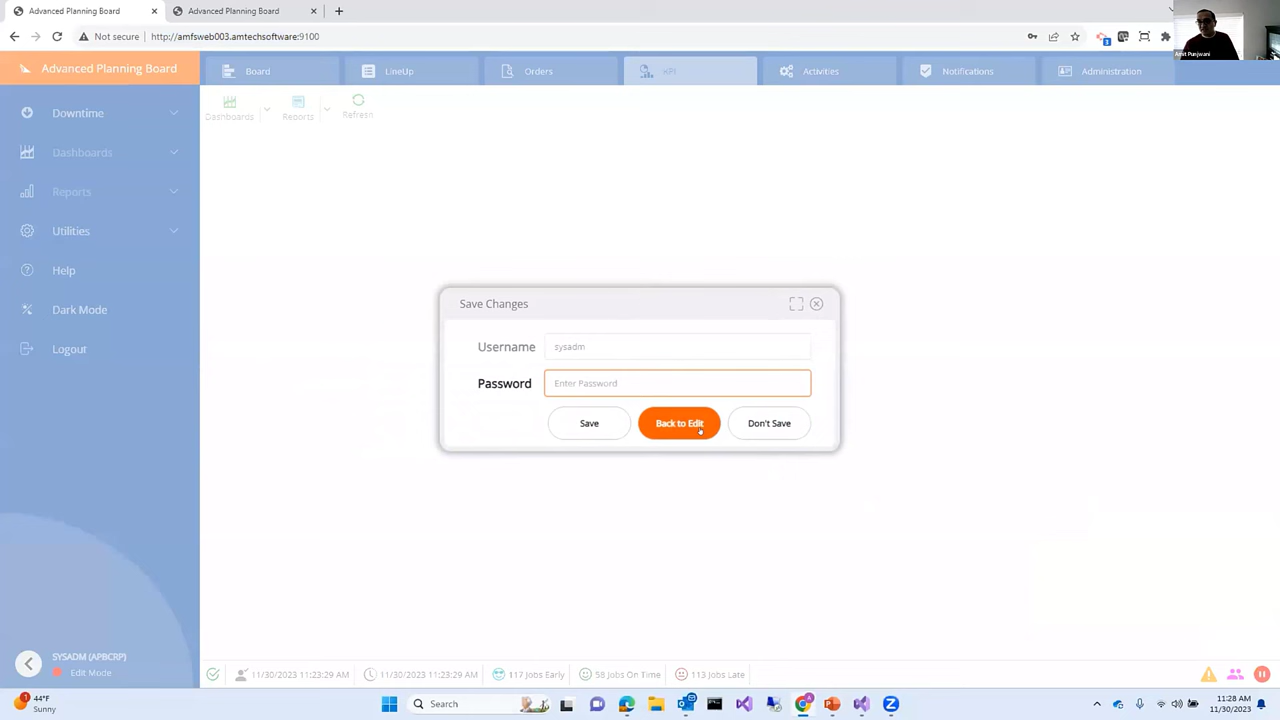 Advanced Planning Board
Advanced Planning Board
Not secure
http://amfsweb003.amtechsoftware:9100
Amit Punjwani
Advanced Planning Board
Board
LineUp
Orders
KPI
Activities
Notifications
Administration
Downtime
Dashboards
Reports
Utilities
Help
Dark Mode
Logout
Dashboards
Reports
Refresh
Save Changes
Username
sysadm
Password
Enter Password
Save
Back to Edit
Don't Save
SYSADM (APBCRP)
Edit Mode
11/30/2023 11:23:29 AM
11/30/2023 11:23:29 AM
117 Jobs Early
58 Jobs On Time
113 Jobs Late
44°F
Sunny
Search
11:28 AM
11/30/2023